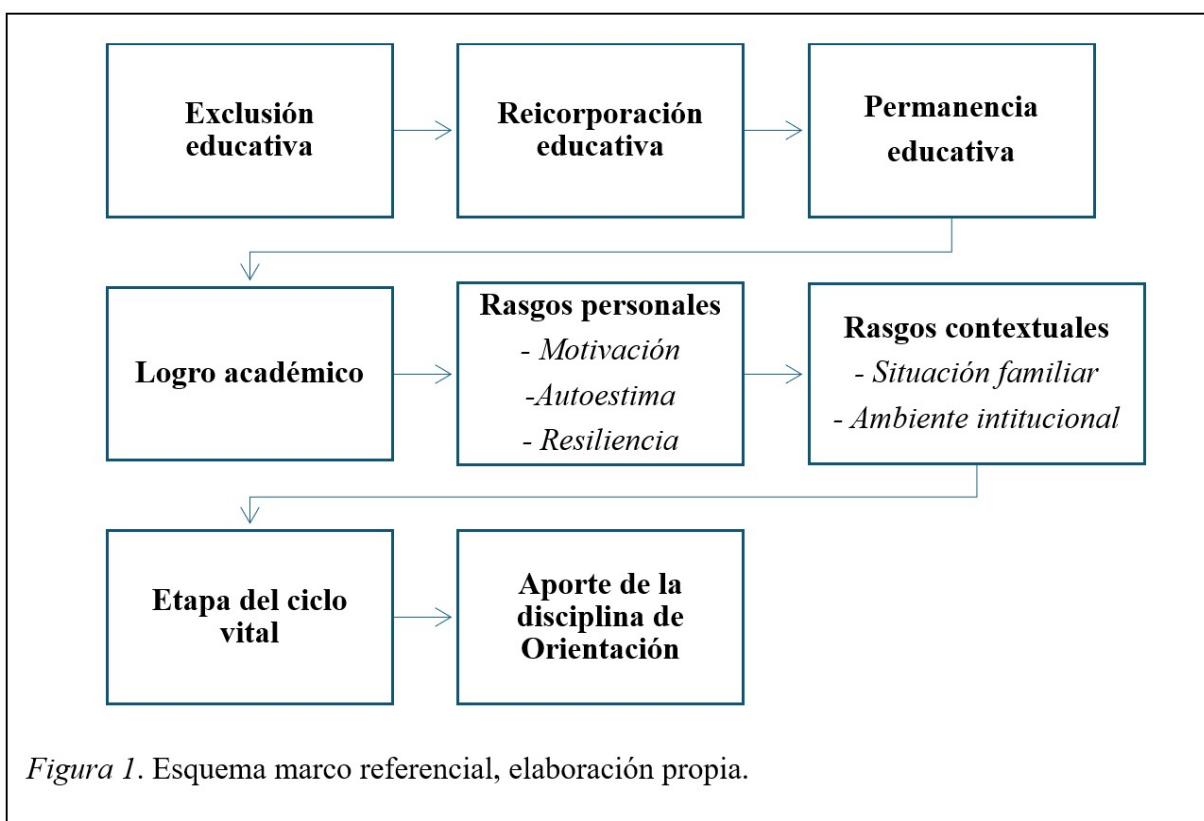 Exclusión
educativa
Reicorporación
educativa
Permanencia
educativa
Logro académico
Rasgos personales
- Motivación
-Autoestima
- Resiliencia
Rasgos contextuales
- Situación familiar
- Ambiente intitucional
Etapa del ciclo
vital
Aporte de la
disciplina de
Orientación
Figura 1. Esquema marco referencial, elaboración propia.